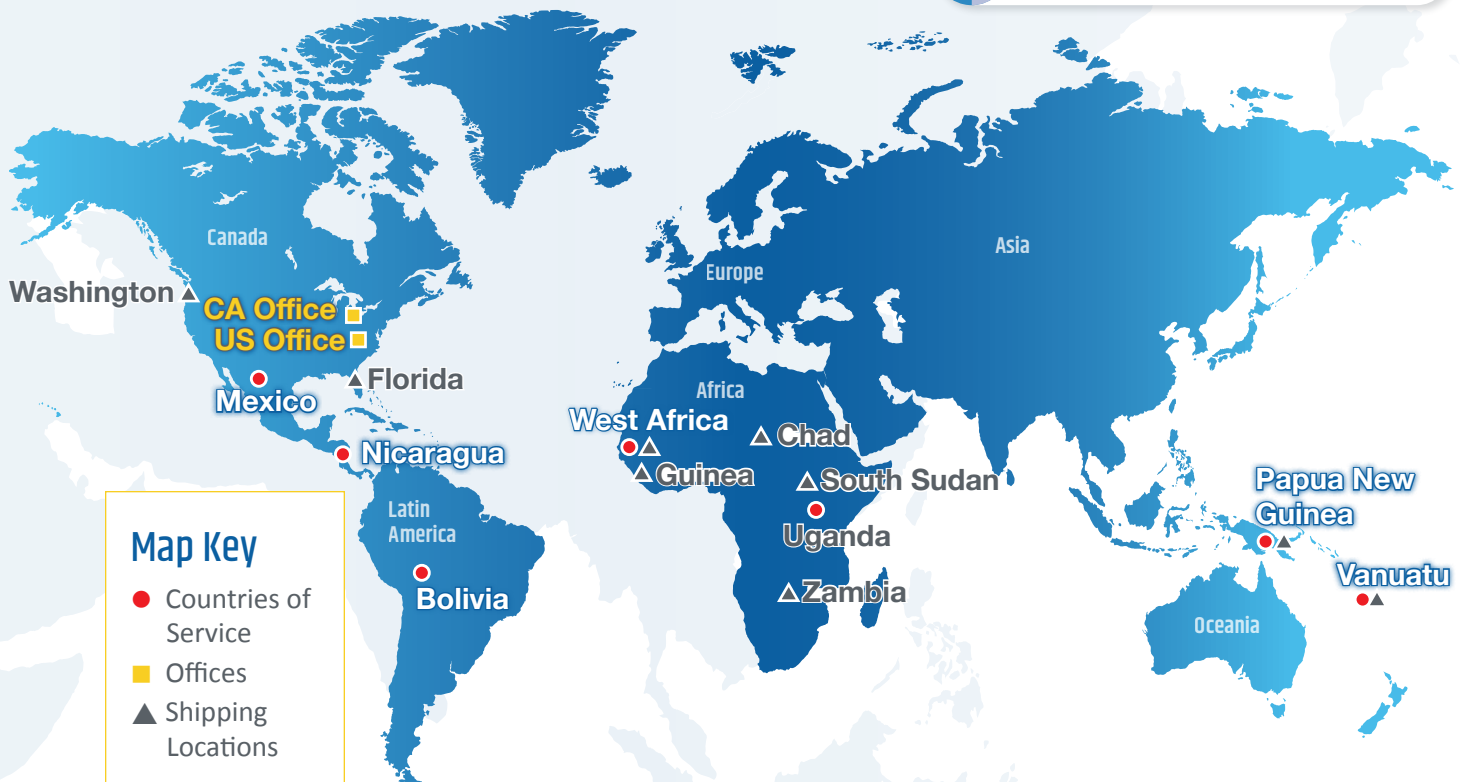 Canada
Asia
Europe
Washington
CA Office
US Office
Florida
Africa
Mexico
West Africa
Chad
Nicaragua
Guinea
South Sudan
Papua New
Guinea
Latin
America
Uganda
Vanuatu
Bolivia
Zambia
Oceania
Map Key
Countries of
Service
Offices
Shipping
Locations